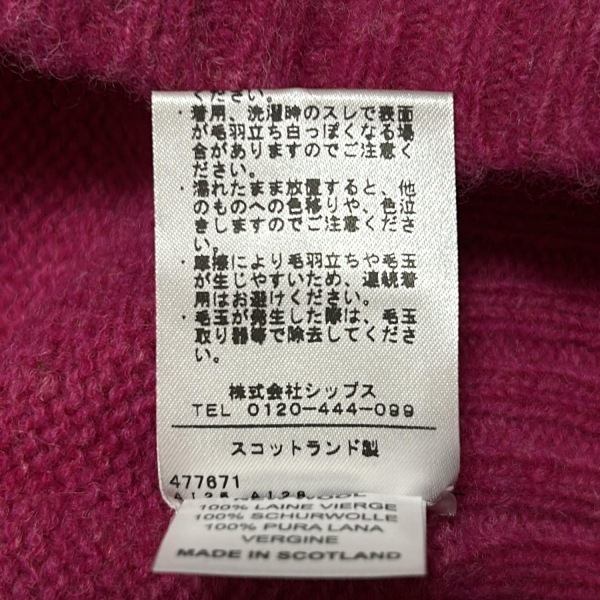 ください。
・着用、洗濯時のスレで表面
が毛羽立ち白っぽくなる場
合がありますのでご注意く
ださい。
・濡れたまま放置すると、他
のものへの色移りや、色泣
きしますのでご注意くださ
い。
・摩擦により毛羽立ちや毛玉
が生じやすいため、連続着
用はお避けください。
・毛玉が発生した際は、毛玉
取り器等で除去してくださ
い。
株式会社シップス
TEL 0120-444-099
スコットランド製
477671
100% LAINE VIERGE
100% SCHURWOLLE
100% PURA LANA
VERGINE
MADE IN SCOTLAND